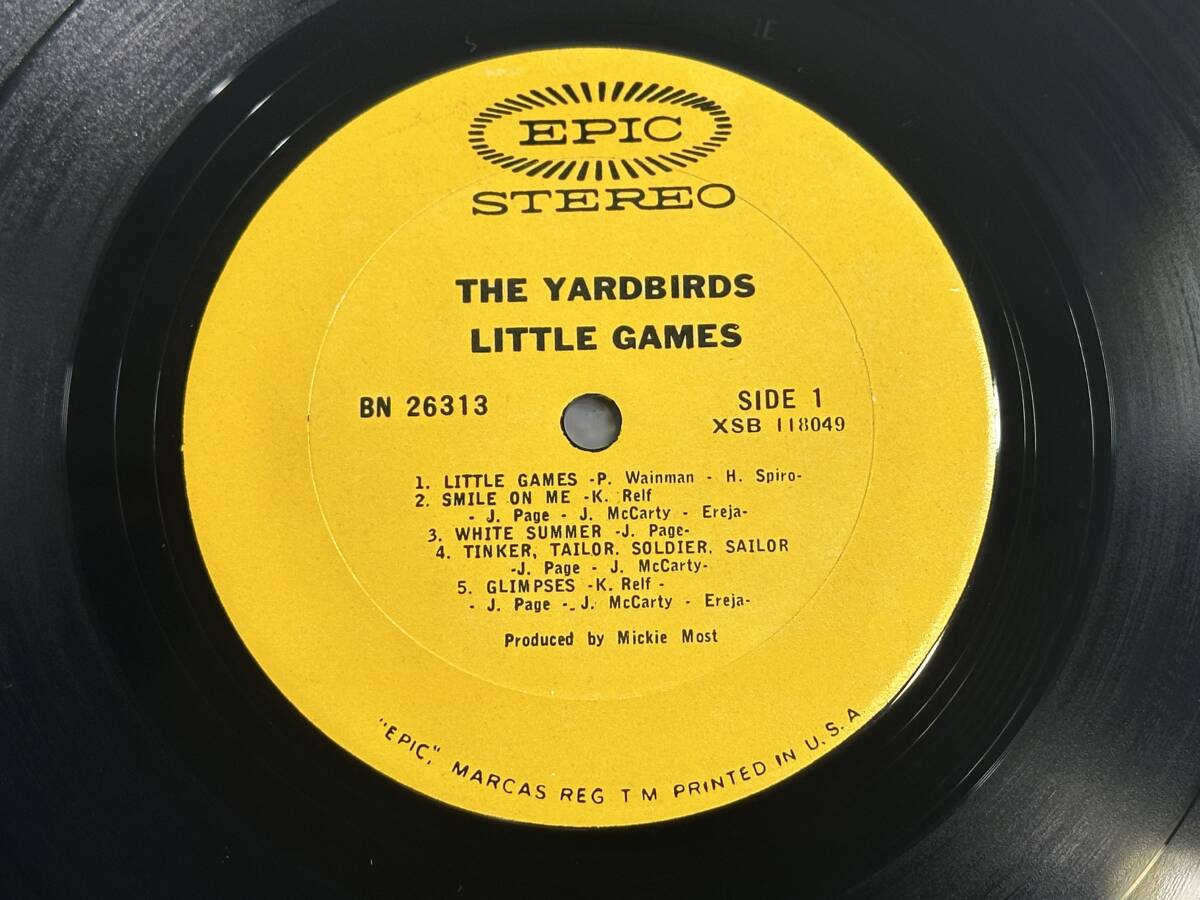 EPIC
STEREO
THE YARDBIRDS
LITTLE GAMES
BN 26313
SIDE 1
XSB 118049
1. LITTLE GAMES -P. Wainman - H. Spiro-
2. SMILE ON ME -K. Relf
- J. Page - J. McCarty - Ereja-
3. WHITE SUMMER -J. Page-
4. TINKER, TAILOR. SOLDIER. SAILOR
-J. Page - J. McCarty-
5. GLIMPSES -K. Relf -
- J. Page - J. McCarty - Ereja-
Produced by Mickie Most
"EPIC", MARCAS REG T M PRINTED IN U. S. A